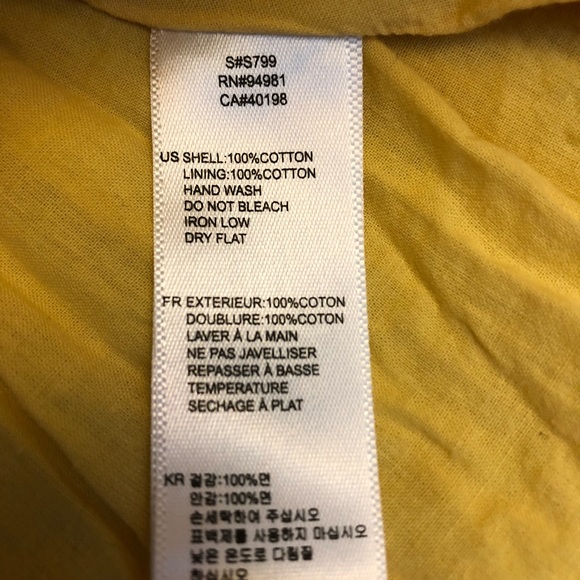 S#S799
RN#94981
CA#40198
US SHELL:100%COTTON
LINING:100%COTTON
HAND WASH
DO NOT BLEACH
IRON LOW
DRY FLAT
FR EXTERIEUR:100%COTON
DOUBLURE:100%COTON
LAVER À LA MAIN
NE PAS JAVELLISER
REPASSER À BASSE
TEMPERATURE
SECHAGE À PLAT
KR 겉감:100%면
안감:100%면
손세탁하여 주십시오
표백제를 사용하지 마십시오
낮은 온도로 다림질
하십시오